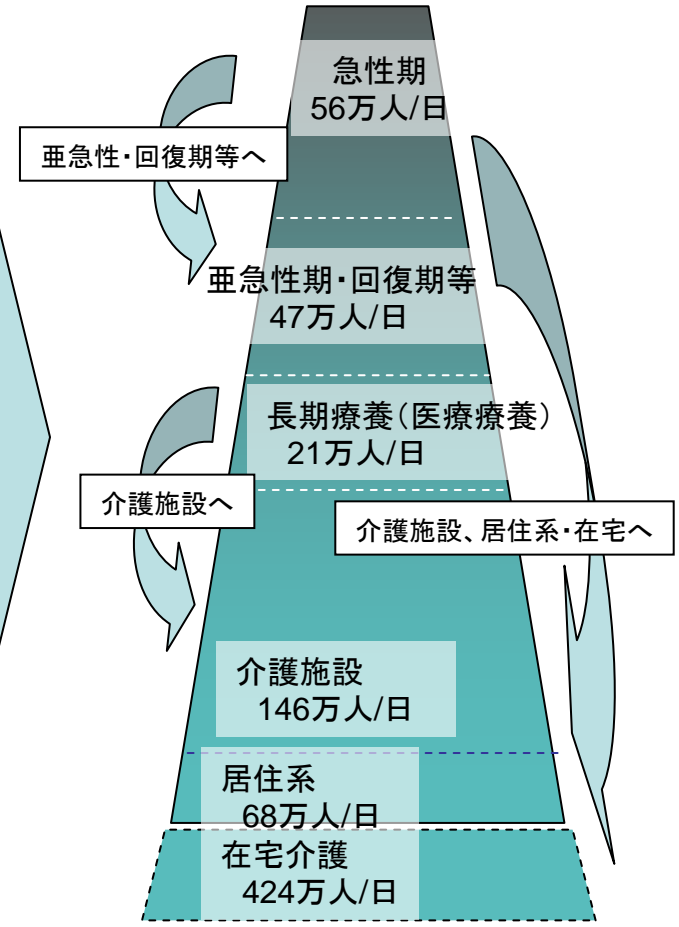 急性期
56万人/日
亜急性・回復期等へ
亜急性期・回復期等
47万人/日
長期療養(医療療養)
21万人/日
介護施設へ
介護施設、居住系・在宅へ
介護施設
146万人/日
居住系
68万人/日
在宅介護
424万人/日